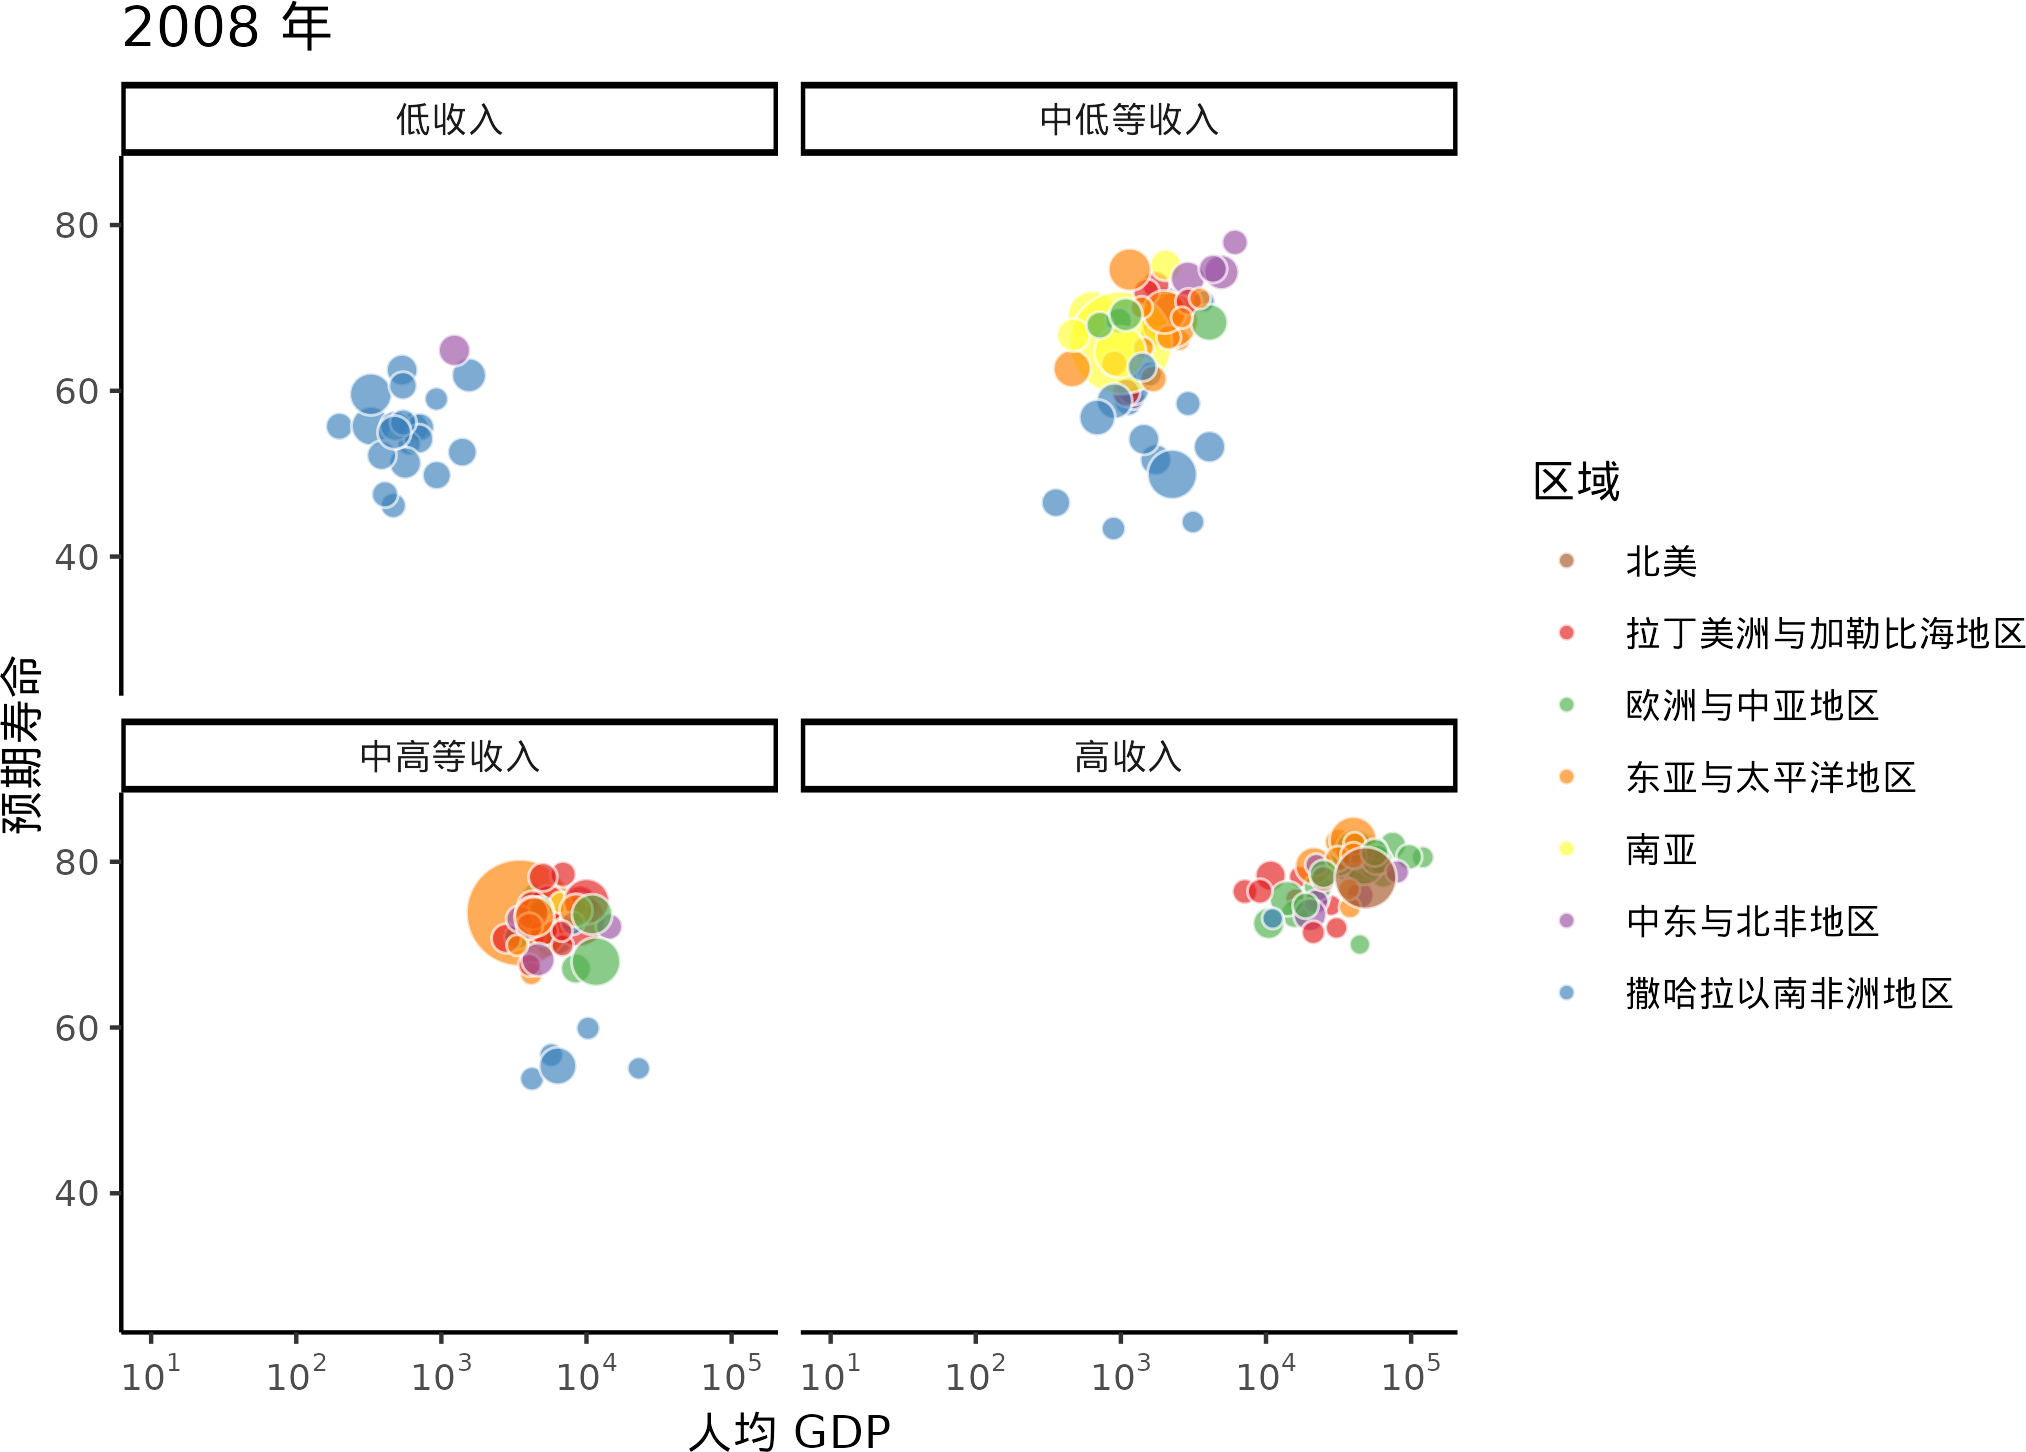 2008 年
低收入
中低等收入
80
60
40
中高等收入
高收入
80
60
40
10¹ 10² 10³ 10⁴ 10⁵
10¹ 10² 10³ 10⁴ 10⁵
人均 GDP
预期寿命
区域
北美
拉丁美洲与加勒比海地区
欧洲与中亚地区
东亚与太平洋地区
南亚
中东与北非地区
撒哈拉以南非洲地区